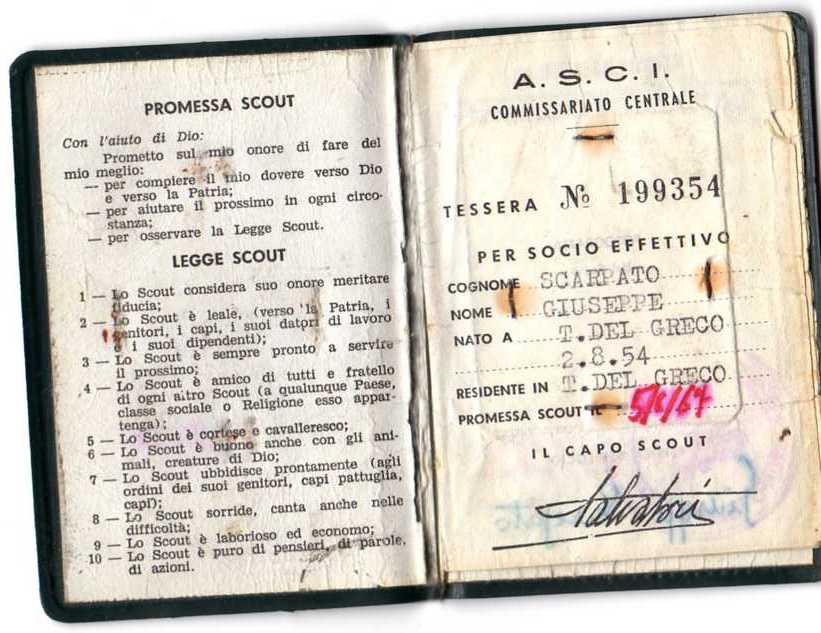 PROMESSA SCOUT
Con l'aiuto di Dio:
Prometto sul mio onore di fare del
mio meglio:
— per compiere il mio dovere verso Dio
e verso la Patria;
— per aiutare il prossimo in ogni circo-
stanza;
— per osservare la Legge Scout.
LEGGE SCOUT
1 — Lo Scout considera suo onore meritare
fiducia;
2 — Lo Scout è leale, (verso la Patria, i
genitori, i capi, i suoi datori di lavoro
e i suoi dipendenti);
3 — Lo Scout è sempre pronto a servire
il prossimo;
4 — Lo Scout è amico di tutti e fratello
di ogni altro Scout (a qualunque Paese,
classe sociale o Religione esso appar-
tenga);
5 — Lo Scout è cortese e cavalleresco;
6 — Lo Scout è buono anche con gli ani-
mali, creature di Dio;
7 — Lo Scout ubbidisce prontamente (agli
ordini dei suoi genitori, capi pattuglia,
capi);
8 — Lo Scout sorride, canta anche nelle
difficoltà;
9 — Lo Scout è laborioso ed economo;
10 — Lo Scout è puro di pensieri, di parole,
di azioni.
A. S. C. I.
COMMISSARIATO CENTRALE
TESSERA № 199354
PER SOCIO EFFETTIVO
COGNOME SCARPATO
NOME GIUSEPPE
NATO A T.DEL GRECO
2.8.54
RESIDENTE IN T.DEL GRECO
PROMESSA SCOUT IL
IL CAPO SCOUT
Salvatori